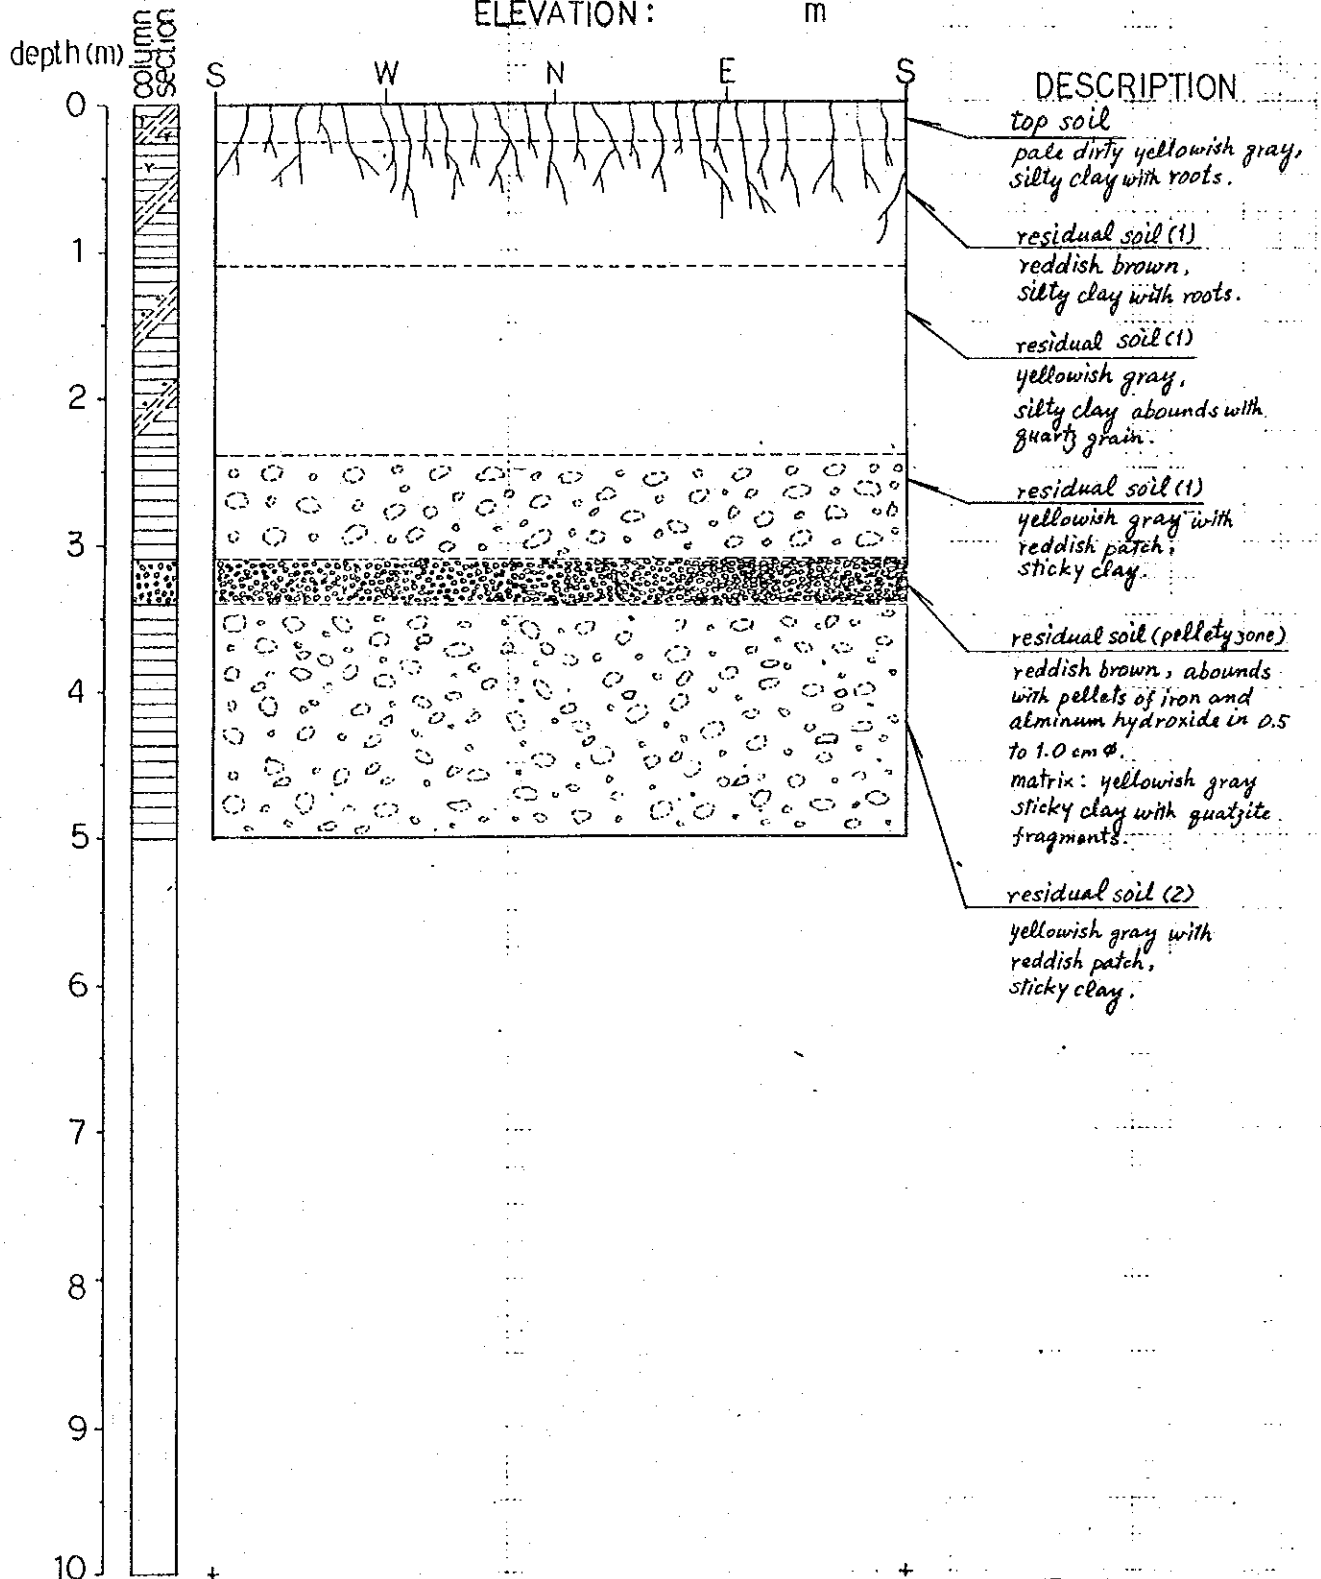 ELEVATION: m
depth (m)
column
section
S W N E S
DESCRIPTION
0
1
2
3
4
5
6
7
8
9
10
top soil
pale dirty yellowish gray,
silty clay with roots.
residual soil (1)
reddish brown,
silty clay with roots.
residual soil (1)
yellowish gray,
silty clay abounds with
quartz grain.
residual soil (1)
yellowish gray with
reddish patch,
sticky clay.
residual soil (pellety zone)
reddish brown, abounds
with pellets of iron and
alminum hydroxide in 0.5
to 1.0 cm ø.
matrix: yellowish gray
sticky clay with quatzite
fragments.
residual soil (2)
yellowish gray with
reddish patch,
sticky clay.